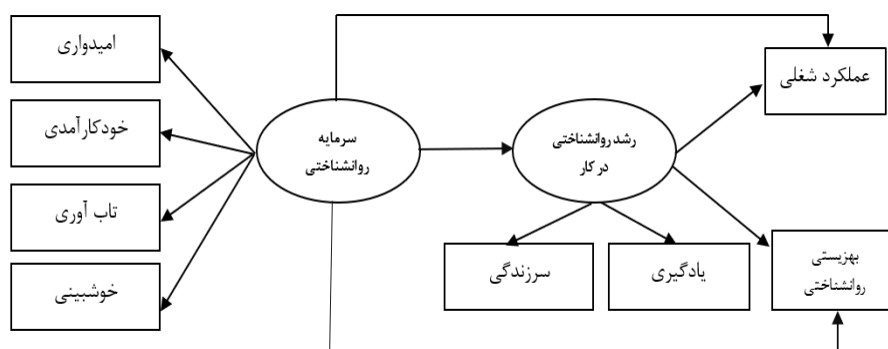 امیدواری
خودکارآمدی
تاب آوری
خوشبینی
سرمایه
روانشناختی
رشد روانشناختی
در کار
سرزندگی
یادگیری
عملکرد شغلی
بهزیستی
روانشناختی